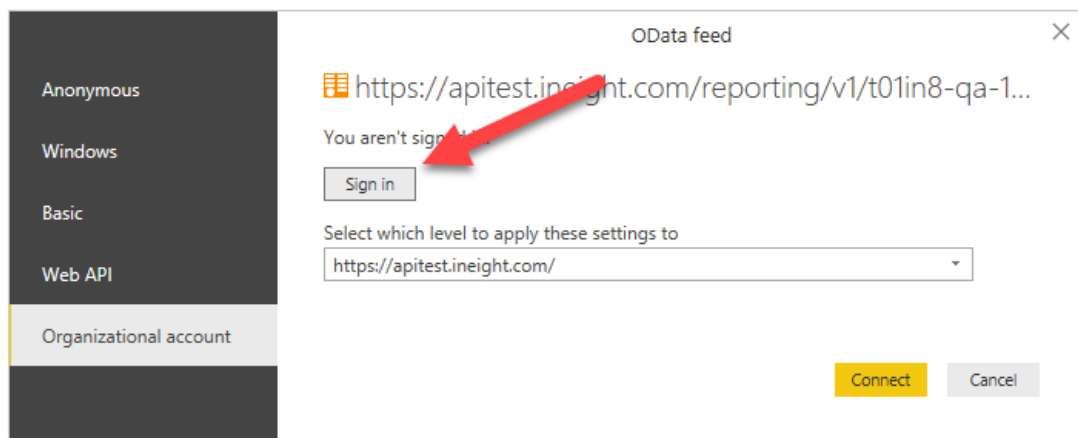 OData feed
Anonymous
Windows
Basic
Web API
Organizational account
https://apitest.ineight.com/reporting/v1/t01in8-qa-1...
You aren't
Sign in
Select which level to apply these settings to
https://apitest.ineight.com/
Connect
Cancel